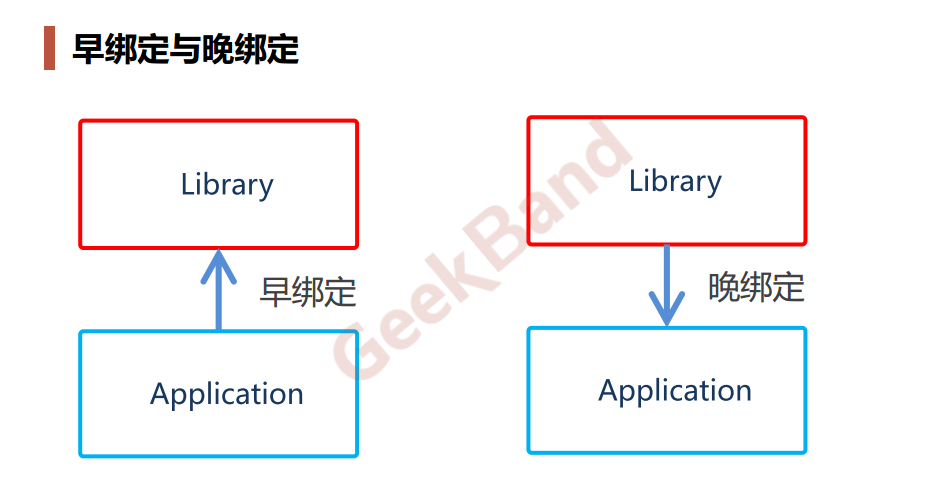 早绑定与晚绑定
Library
Library
早绑定
晚绑定
Application
Application
GeekBand